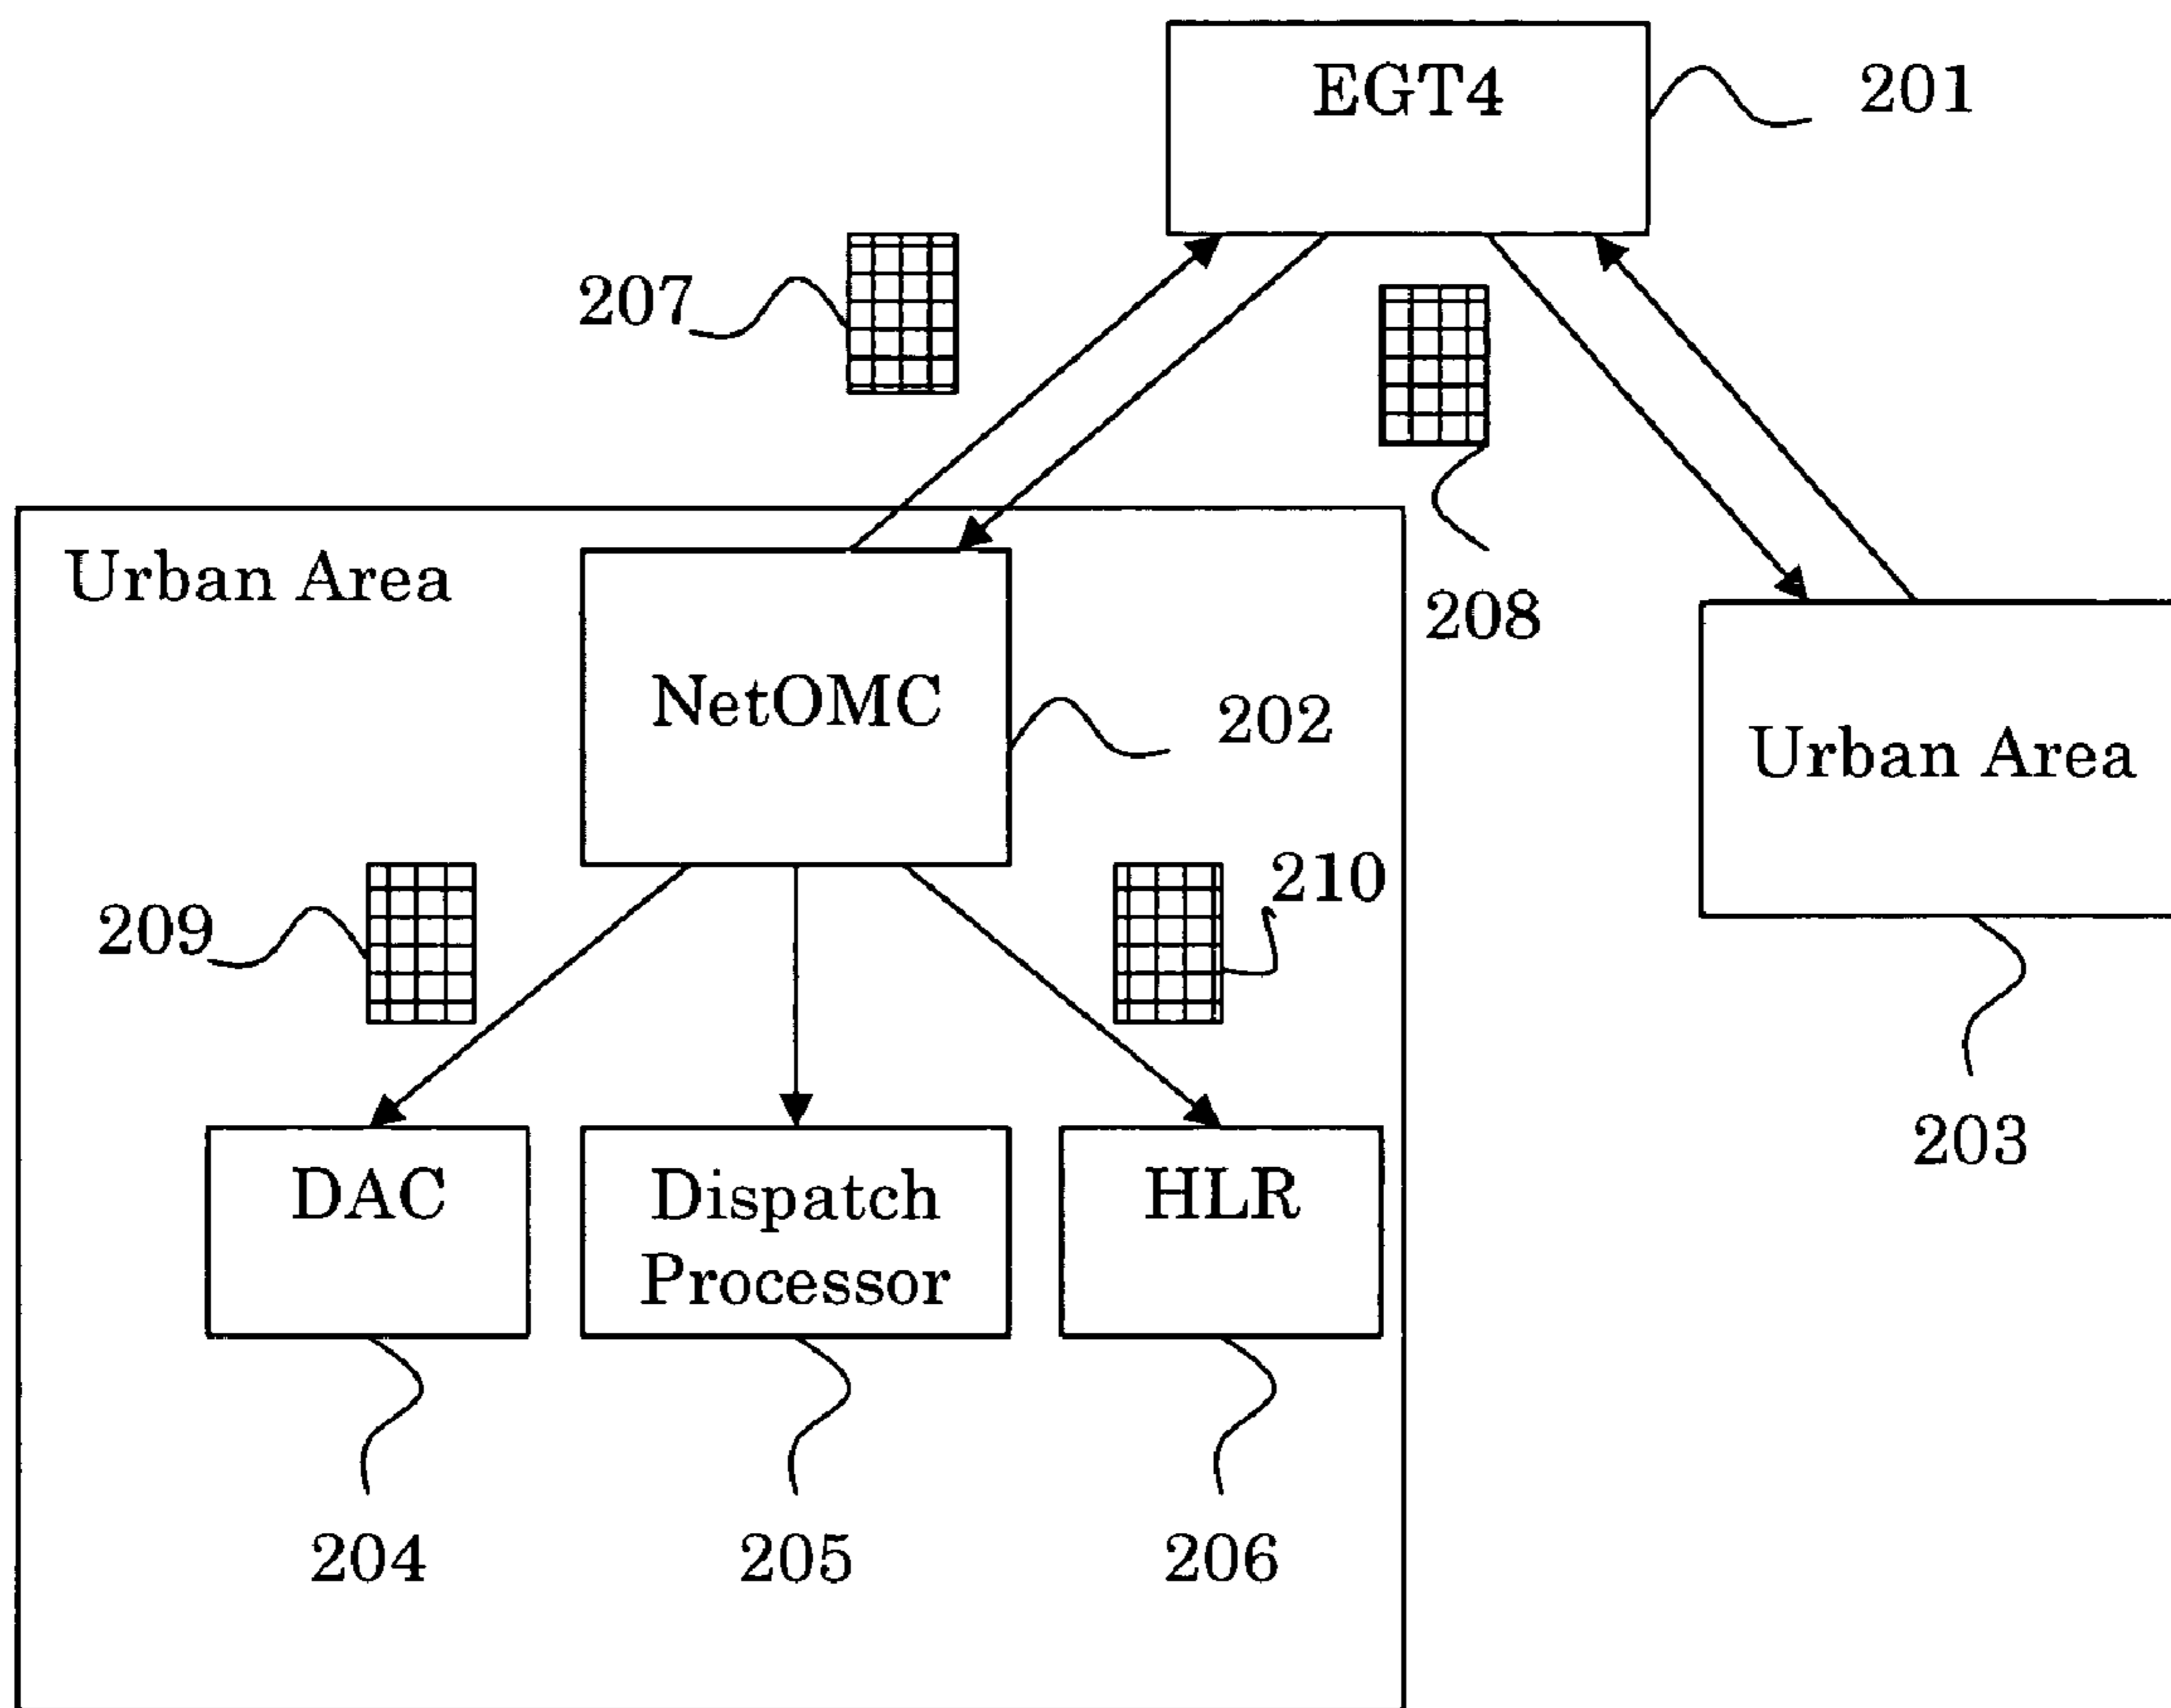 EGT4
201
207
208
Urban Area
NetOMC
202
Urban Area
209
210
203
DAC
Dispatch
Processor
HLR
204
205
206